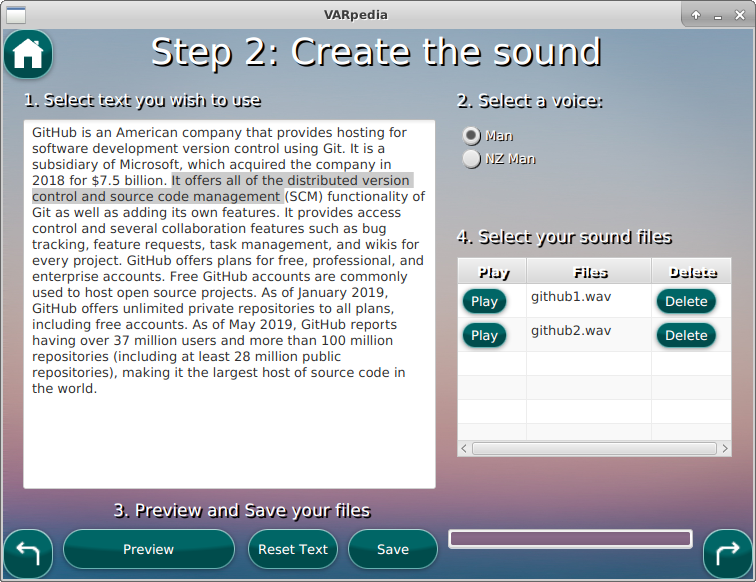 VARpedia
Step 2: Create the sound
1. Select text you wish to use
GitHub is an American company that provides hosting for
software development version control using Git. It is a
subsidiary of Microsoft, which acquired the company in
2018 for $7.5 billion. It offers all of the distributed version
control and source code management (SCM) functionality of
Git as well as adding its own features. It provides access
control and several collaboration features such as bug
tracking, feature requests, task management, and wikis for
every project. GitHub offers plans for free, professional, and
enterprise accounts. Free GitHub accounts are commonly
used to host open source projects. As of January 2019,
GitHub offers unlimited private repositories to all plans,
including free accounts. As of May 2019, GitHub reports
having over 37 million users and more than 100 million
repositories (including at least 28 million public
repositories), making it the largest host of source code in
the world.
2. Select a voice:
Man
NZ Man
4. Select your sound files
Play Files Delete
Play github1.wav Delete
Play github2.wav Delete
3. Preview and Save your files
Preview Reset Text Save